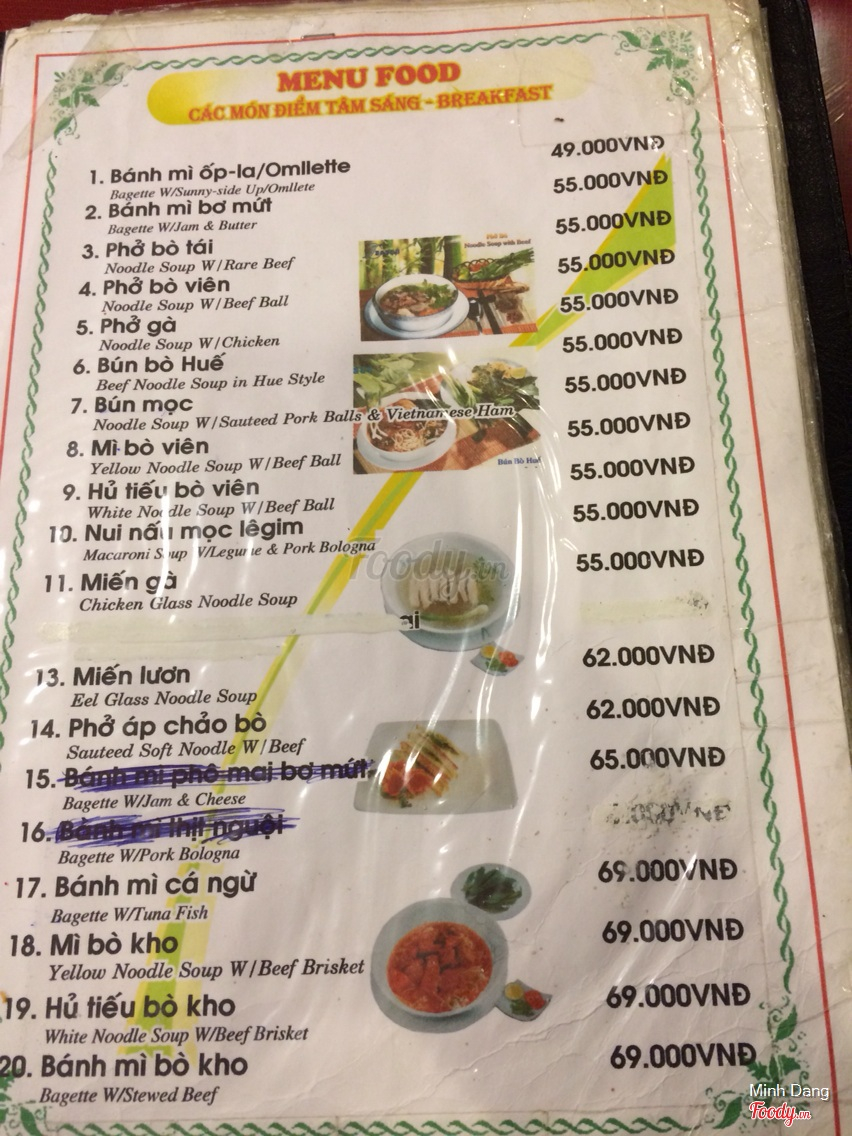 MENU FOOD
CÁC MÓN ĐIỂM TÂM SÁNG - BREAKFAST
1. Bánh mì ốp-la/Omllette 49.000VNĐ
Bagette W/Sunny-side Up/Omllete
2. Bánh mì bơ mứt 55.000VNĐ
Bagette W/Jam & Butter
3. Phở bò tái 55.000VNĐ
Noodle Soup W/Rare Beef
4. Phở bò viên 55.000VNĐ
Noodle Soup W/Beef Ball
5. Phở gà 55.000VNĐ
Noodle Soup W/Chicken
6. Bún bò Huế 55.000VNĐ
Beef Noodle Soup in Hue Style
7. Bún mọc 55.000VNĐ
Noodle Soup W/Sauteed Pork Balls & Vietnamese Ham
8. Mì bò viên 55.000VNĐ
Yellow Noodle Soup W/Beef Ball
9. Hủ tiếu bò viên 55.000VNĐ
White Noodle Soup W/Beef Ball
10. Nui nấu mọc lêgim 55.000VNĐ
Macaroni Soup W/Legume & Pork Bologna
11. Miến gà 55.000VNĐ
Chicken Glass Noodle Soup
13. Miến lươn 62.000VNĐ
Eel Glass Noodle Soup
14. Phở áp chảo bò 62.000VNĐ
Sauteed Soft Noodle W/Beef
15. Bánh mì phô mai bơ mứt 65.000VNĐ
Bagette W/Jam & Cheese
16. Bành mì thịt nguội
Bagette W/Pork Bologna
17. Bánh mì cá ngừ 69.000VNĐ
Bagette W/Tuna Fish
18. Mì bò kho 69.000VNĐ
Yellow Noodle Soup W/Beef Brisket
19. Hủ tiếu bò kho 69.000VNĐ
White Noodle Soup W/Beef Brisket
20. Bánh mì bò kho 69.000VNĐ
Bagette W/Stewed Beef
Noodle Soup with Beef
Bún Bò Huế
Foody.vn
Minh Dang
Foody.vn